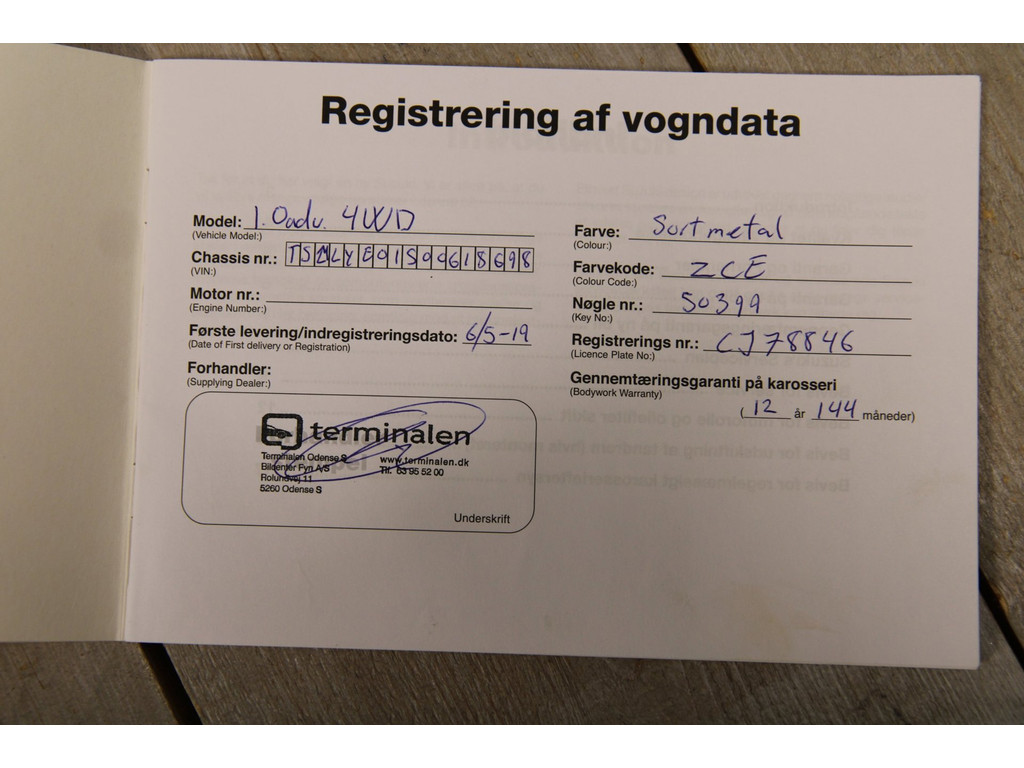 Registrering af vogndata
Model: 1.0adv. 4WD
(Vehicle Model:)
Chassis nr.:
(VIN:)
Motor nr.:
(Engine Number:)
Første levering/indregistreringsdato: 6/5-19
(Date of First delivery or Registration)
Forhandler:
(Supplying Dealer:)
terminalen
Terminalen Odense S
Bilcenter Fyn A/S
Rolundvej 11
5260 Odense S
www.terminalen.dk
Tlf. 63 95 52 00
Underskrift
Farve: Sort metal
(Colour:)
Farvekode: ZCE
(Colour Code:)
Nøgle nr.: 50399
(Key No:)
Registrerings nr.: CJ78846
(Licence Plate No:)
Gennemtæringsgaranti på karosseri
(Bodywork Warranty)
( 12 år 144 måneder)